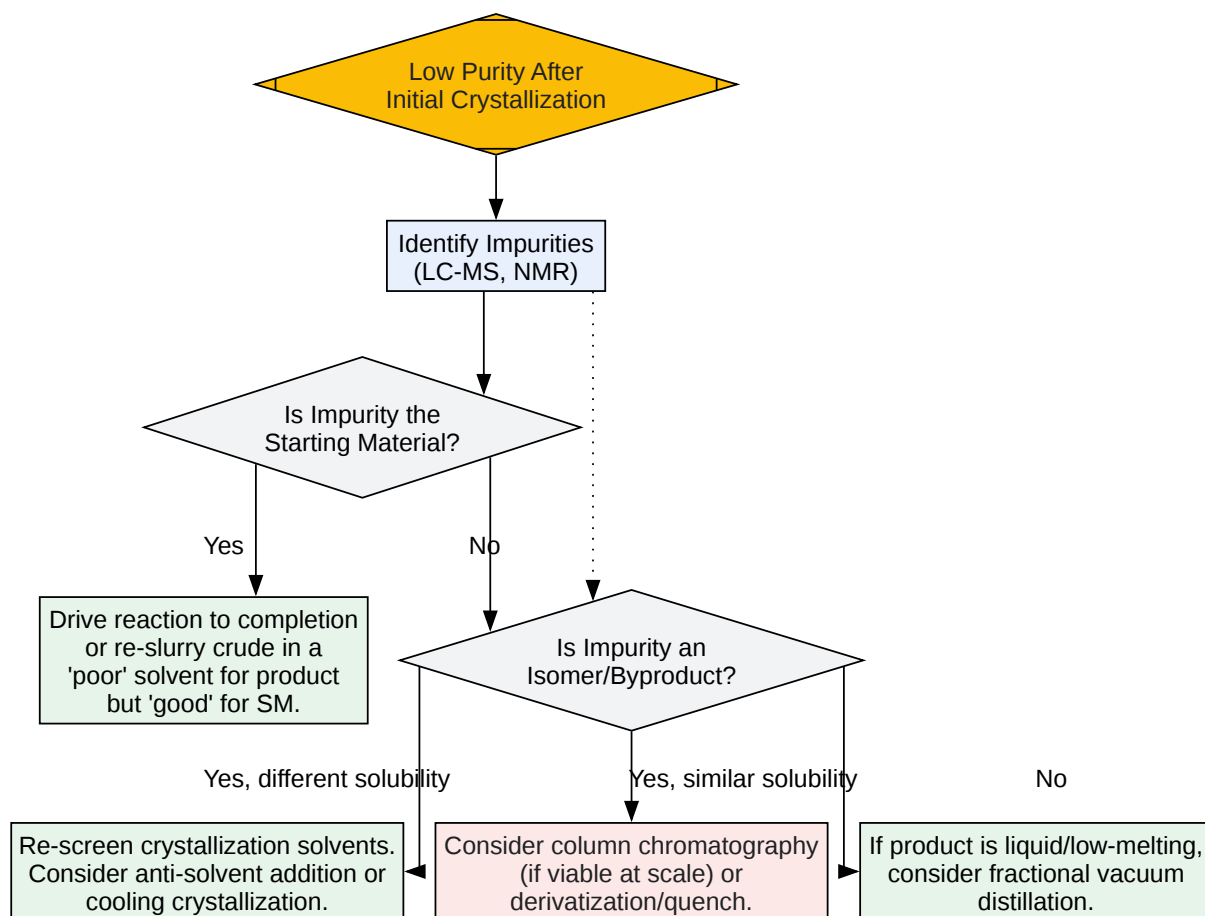 Low Purity After
Initial Crystallization
Identify Impurities
(LC-MS, NMR)
Is Impurity the
Starting Material?
Yes
No
Drive reaction to completion
or re-slurry crude in a
'poor' solvent for product
but 'good' for SM.
Is Impurity an
Isomer/Byproduct?
Yes, different solubility
Yes, similar solubility
No
Re-screen crystallization solvents.
Consider anti-solvent addition or
cooling crystallization.
Consider column chromatography
(if viable at scale) or
derivatization/quench.
If product is liquid/low-melting,
consider fractional vacuum
distillation.